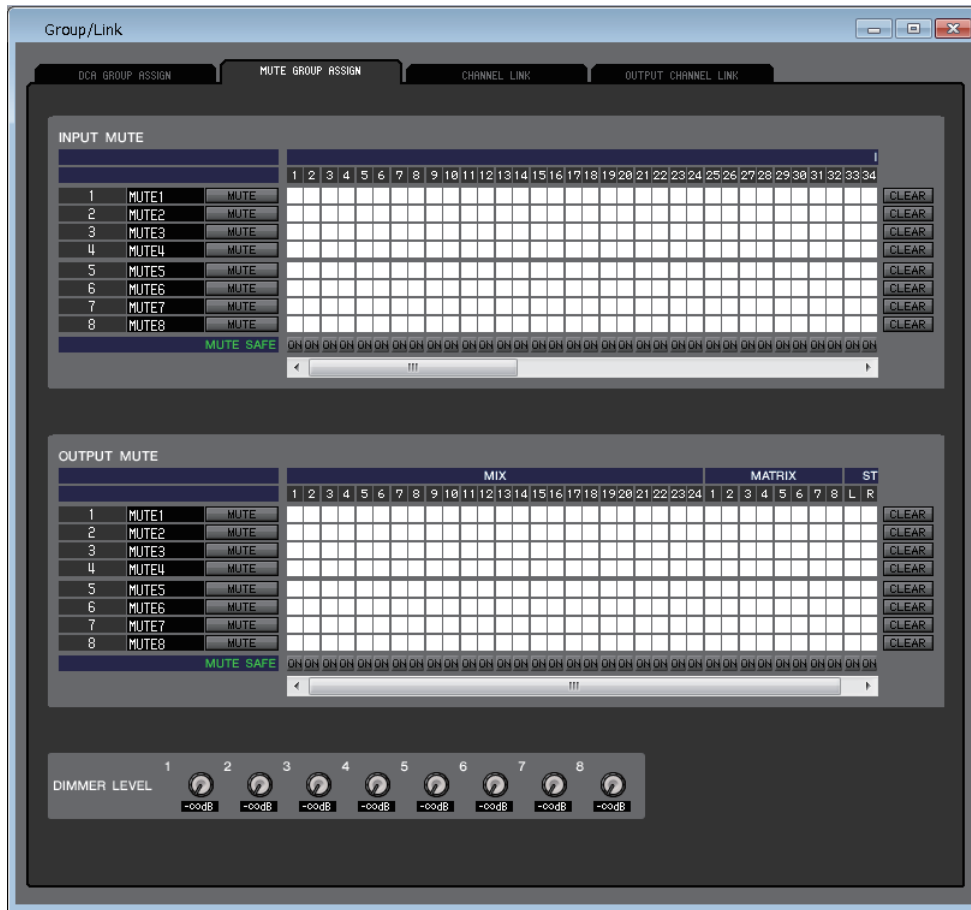 Group/Link
DCA GROUP ASSIGN MUTE GROUP ASSIGN CHANNEL LINK OUTPUT CHANNEL LINK
INPUT MUTE
1 2 3 4 5 6 7 8 9 10 11 12 13 14 15 16 17 18 19 20 21 22 23 24 25 26 27 28 29 30 31 32 33 34
1 MUTE1 MUTE CLEAR
2 MUTE2 MUTE CLEAR
3 MUTE3 MUTE CLEAR
4 MUTE4 MUTE CLEAR
5 MUTE5 MUTE CLEAR
6 MUTE6 MUTE CLEAR
7 MUTE7 MUTE CLEAR
8 MUTE8 MUTE CLEAR
MUTE SAFE ON ON ON ON ON ON ON ON ON ON ON ON ON ON ON ON ON ON ON ON ON ON ON ON ON ON ON ON ON ON ON ON ON ON
OUTPUT MUTE
MIX MATRIX ST
1 2 3 4 5 6 7 8 9 10 11 12 13 14 15 16 17 18 19 20 21 22 23 24 1 2 3 4 5 6 7 8 L R
1 MUTE1 MUTE CLEAR
2 MUTE2 MUTE CLEAR
3 MUTE3 MUTE CLEAR
4 MUTE4 MUTE CLEAR
5 MUTE5 MUTE CLEAR
6 MUTE6 MUTE CLEAR
7 MUTE7 MUTE CLEAR
8 MUTE8 MUTE CLEAR
MUTE SAFE ON ON ON ON ON ON ON ON ON ON ON ON ON ON ON ON ON ON ON ON ON ON ON ON ON ON ON ON ON ON ON ON ON ON
1 2 3 4 5 6 7 8
DIMMER LEVEL
-∞dB -∞dB -∞dB -∞dB -∞dB -∞dB -∞dB -∞dB